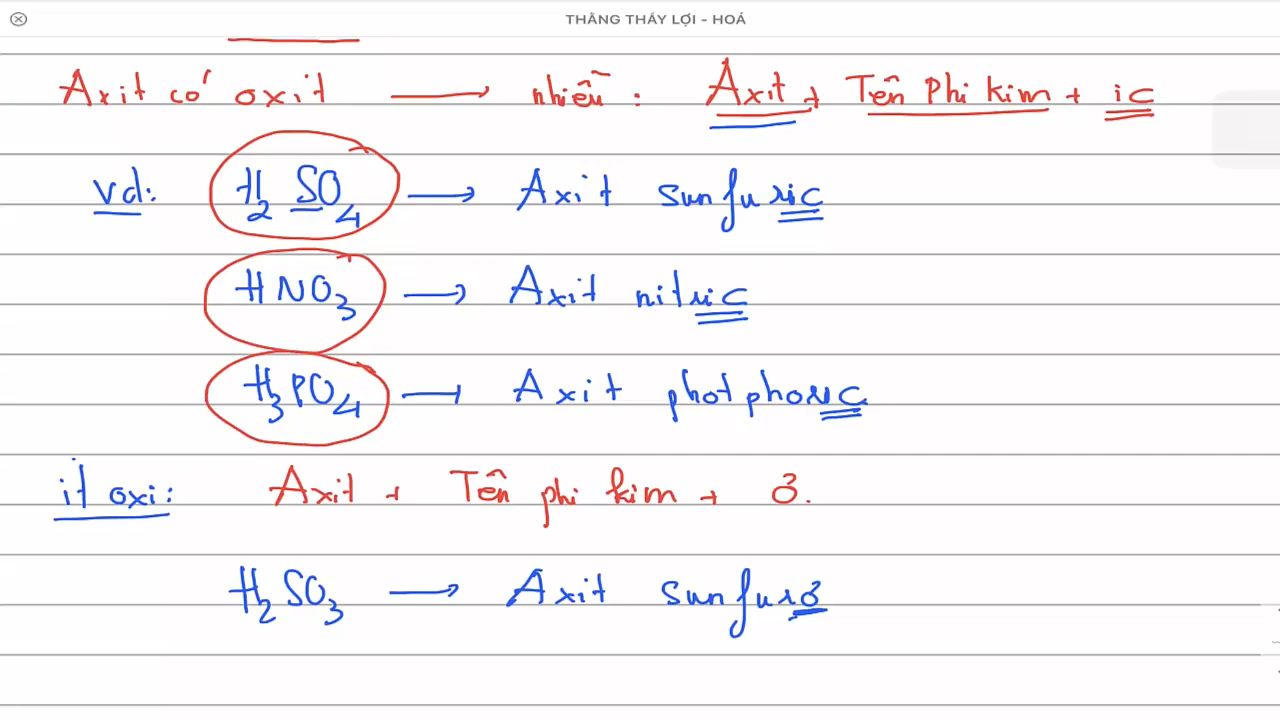 THẰNG THẦY LỢI - HOÁ
Axit có oxit → nhiều: Axit + Tên Phi kim + ic
Vd: H₂SO₄ → Axit sunfuric
HNO₃ → Axit nitric
H₃PO₄ → Axit photphoric
ít oxi: Axit + Tên phi kim + ơ.
H₂SO₃ → Axit sunfurơ